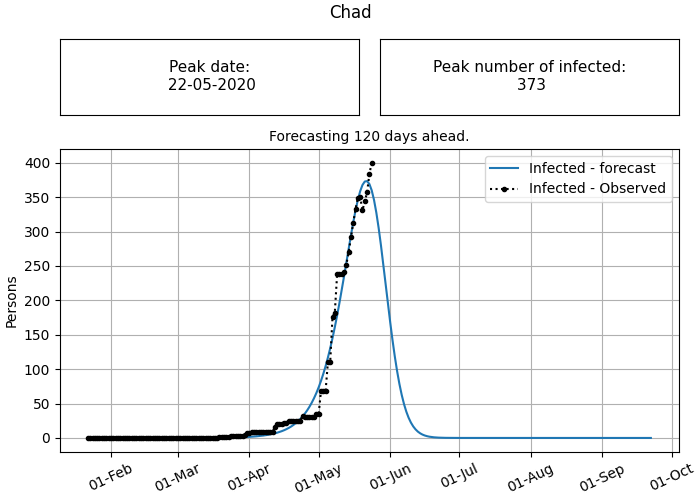 Chad
Peak date:
22-05-2020
Peak number of infected:
373
Forecasting 120 days ahead.
Infected - forecast
Infected - Observed
Persons
400
350
300
250
200
150
100
50
0
01-Feb
01-Mar
01-Apr
01-May
01-Jun
01-Jul
01-Aug
01-Sep
01-Oct